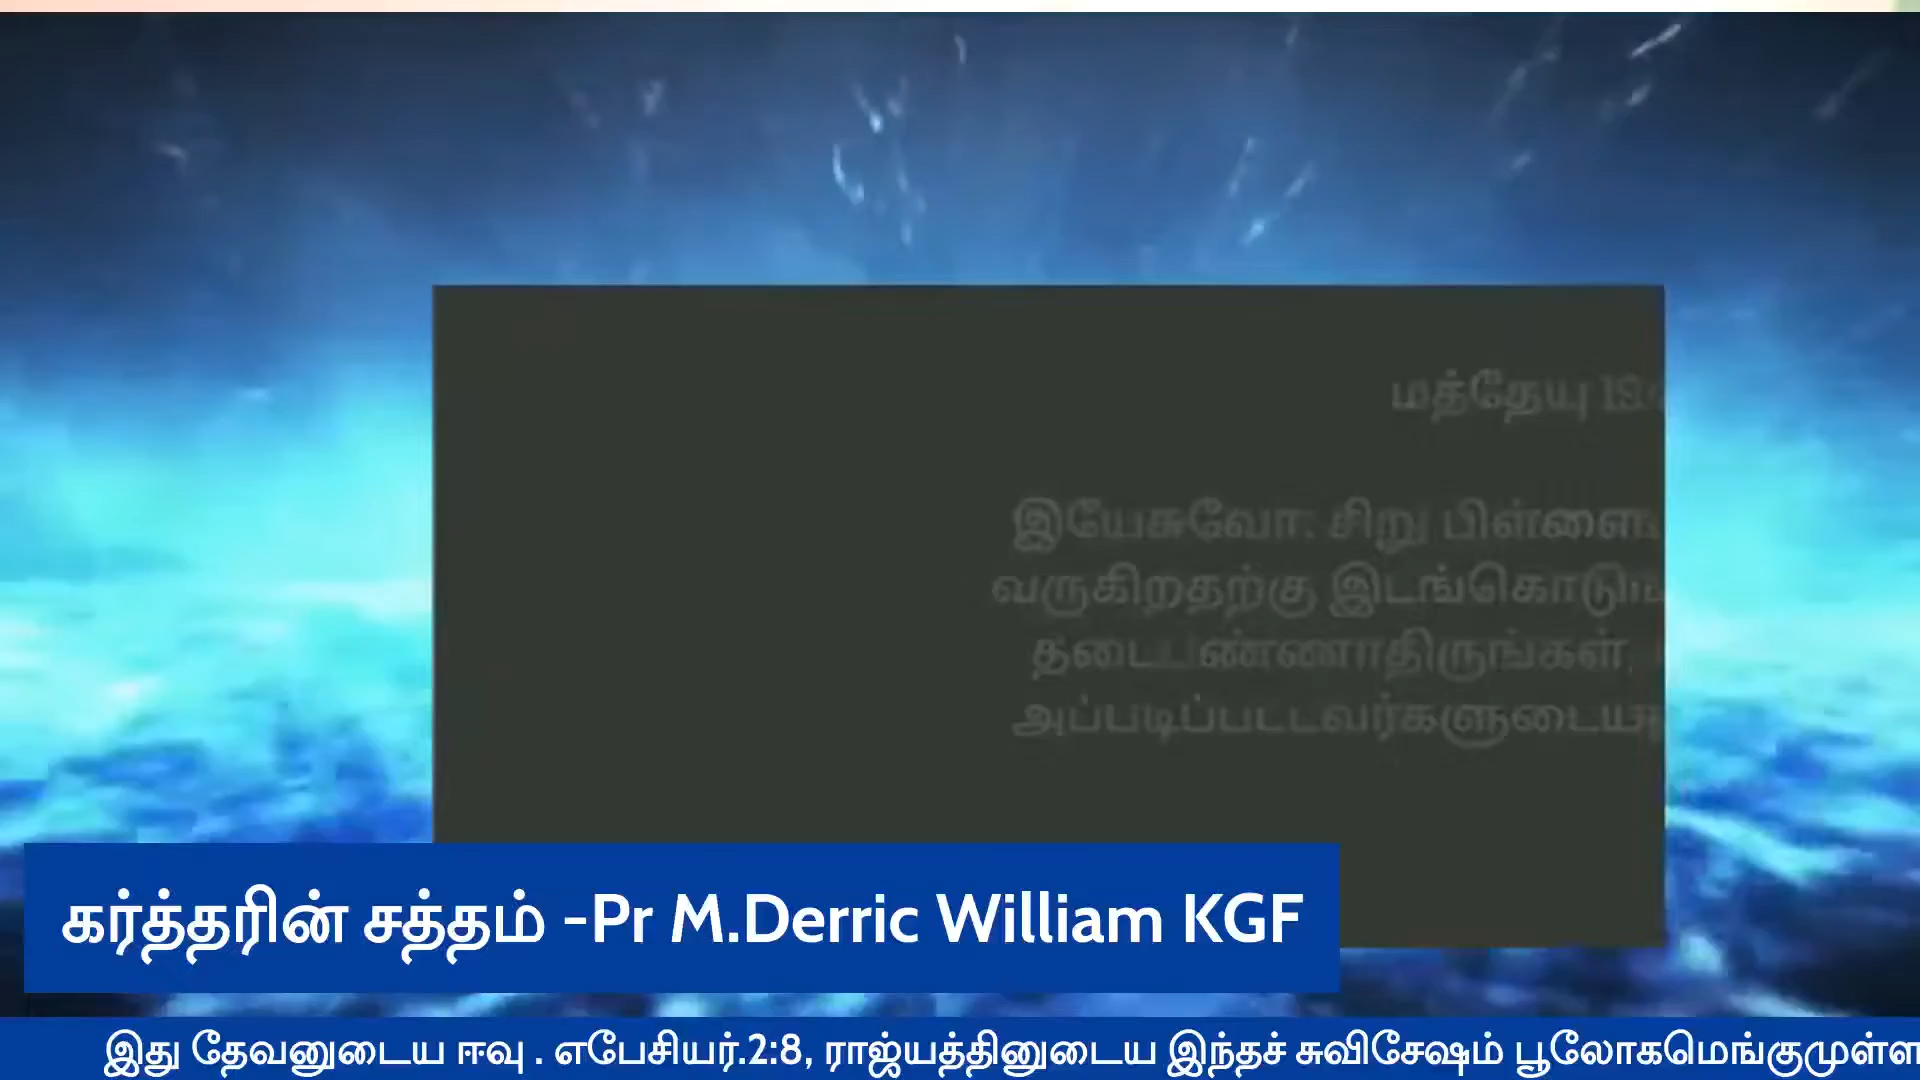 மத்தேயு
இயேசுவோ: சிறு பிள்ளை
வருகிறதற்கு இடங்கொடு
தடைபண்ணாதிருங்கள்,
அப்படிப்பட்டவர்களுடைய
கர்த்தரின் சத்தம் -Pr M.Derric William KGF
இது தேவனுடைய ஈவு . எபேசியர்.2:8, ராஜ்யத்தினுடைய இந்தச் சுவிசேஷம் பூலோகமெங்குமுள்ள